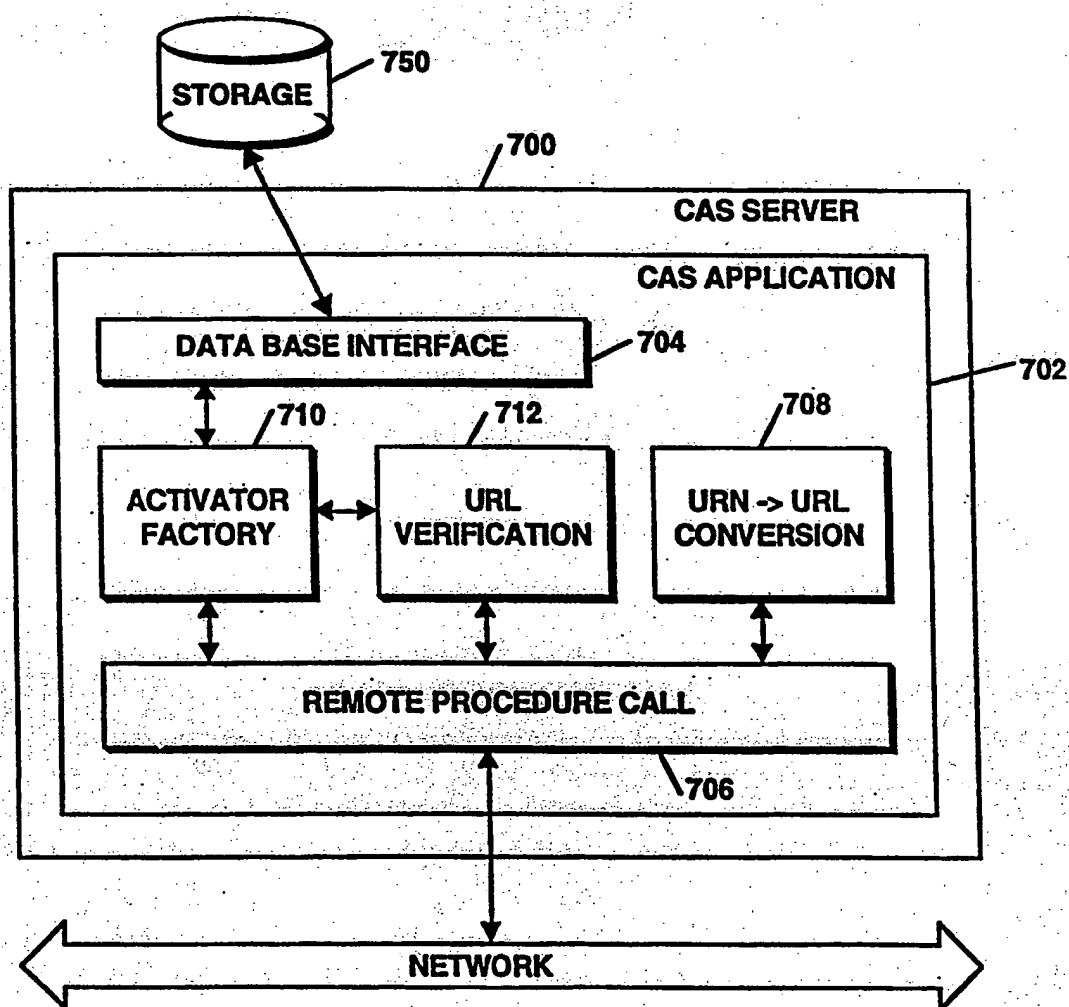 750
STORAGE
700
CAS SERVER
CAS APPLICATION
DATA BASE INTERFACE
704
702
710
712
708
ACTIVATOR
FACTORY
URL
VERIFICATION
URN -> URL
CONVERSION
REMOTE PROCEDURE CALL
706
NETWORK